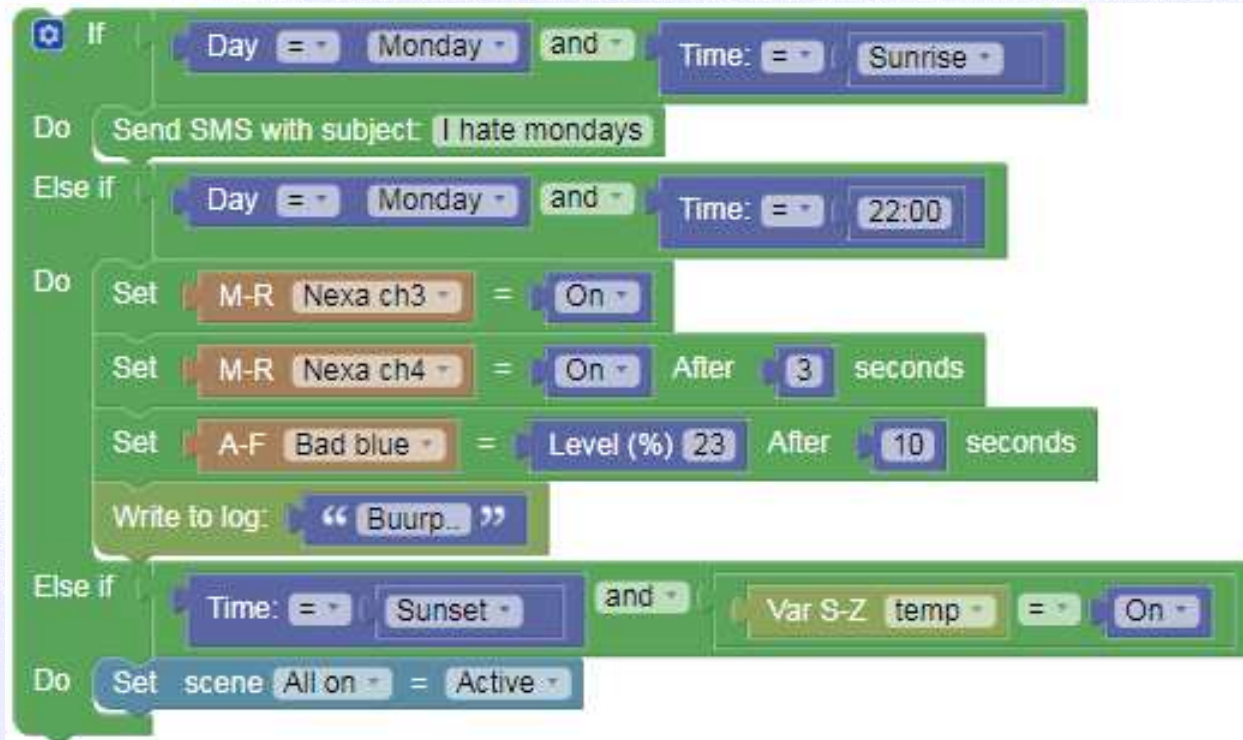 If Day = Monday and Time: = Sunrise
Do Send SMS with subject: I hate mondays
Else if Day = Monday and Time: = 22:00
Do Set M-R Nexa ch3 = On
Set M-R Nexa ch4 = On After 3 seconds
Set A-F Bad blue = Level (%) 23 After 10 seconds
Write to log: “ Buurp... ”
Else if Time: = Sunset and Var S-Z temp = On
Do Set scene All on = Active